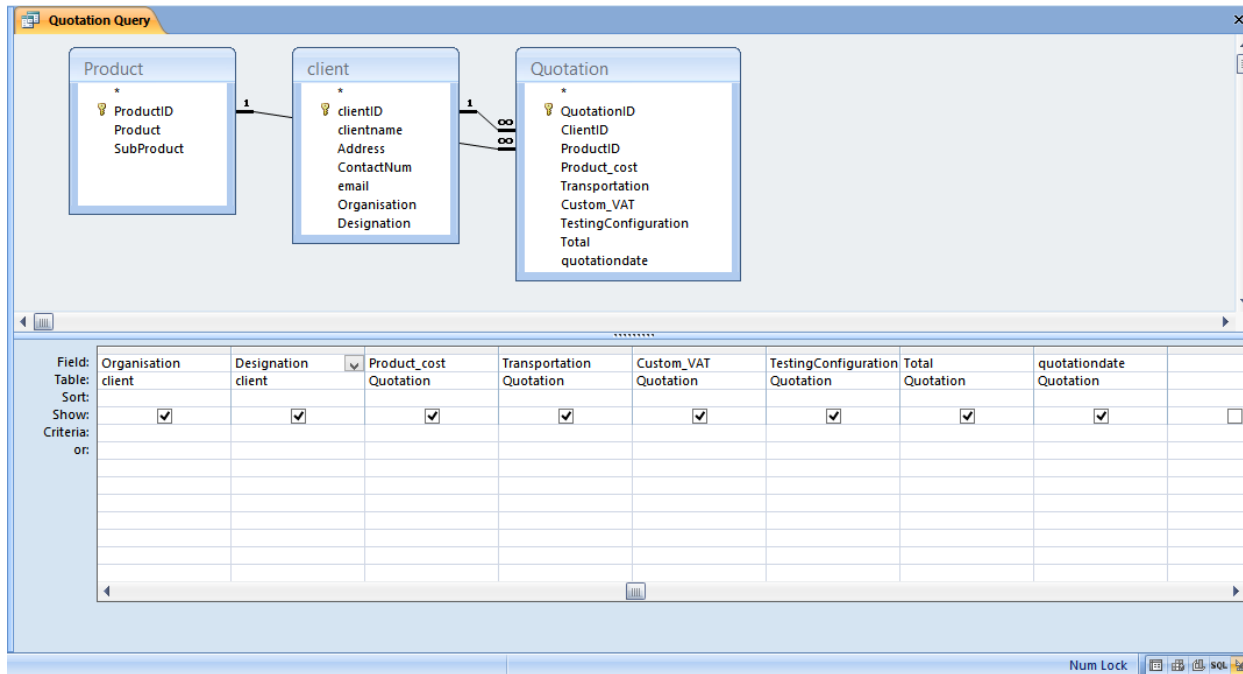 Quotation Query
Product
*
ProductID
Product
SubProduct
1
client
*
clientID
clientname
Address
ContactNum
email
Organisation
Designation
1
∞
∞
Quotation
*
QuotationID
ClientID
ProductID
Product_cost
Transportation
Custom_VAT
TestingConfiguration
Total
quotationdate
Field: Organisation Designation Product_cost Transportation Custom_VAT TestingConfiguration Total quotationdate
Table: client client Quotation Quotation Quotation Quotation Quotation Quotation
Sort:
Show:
Criteria:
or:
Num Lock SQL